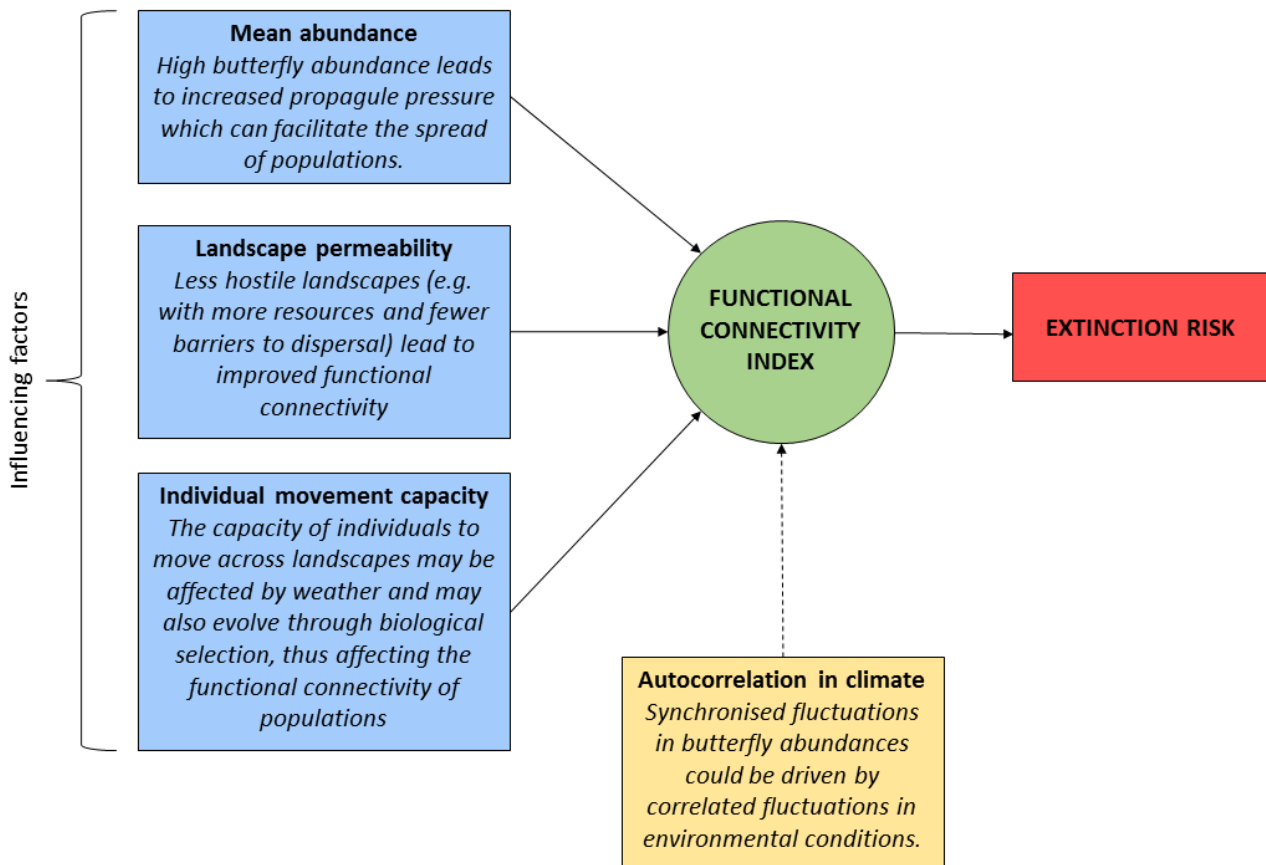 Influencing factors
Mean abundance
High butterfly abundance leads
to increased propagule pressure
which can facilitate the spread
of populations.
Landscape permeability
Less hostile landscapes (e.g.
with more resources and fewer
barriers to dispersal) lead to
improved functional
connectivity
Individual movement capacity
The capacity of individuals to
move across landscapes may be
affected by weather and may
also evolve through biological
selection, thus affecting the
functional connectivity of
populations
FUNCTIONAL
CONNECTIVITY
INDEX
EXTINCTION RISK
Autocorrelation in climate
Synchronised fluctuations
in butterfly abundances
could be driven by
correlated fluctuations in
environmental conditions.